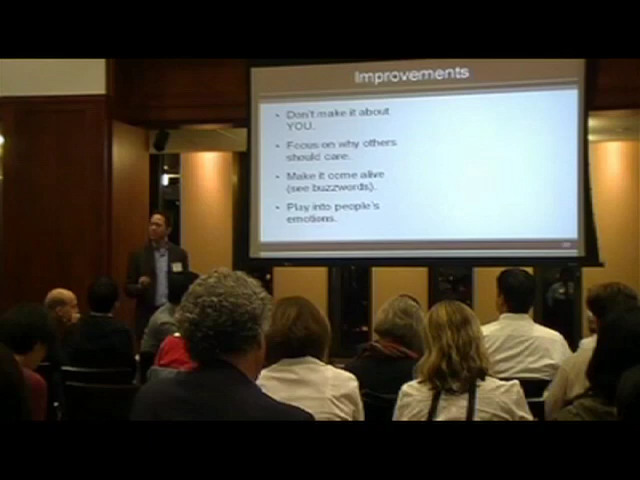 Improvements
• Don't make it about
YOU.
• Focus on why others
should care.
• Make it come alive
(see buzzwords).
• Play into people's
emotions.